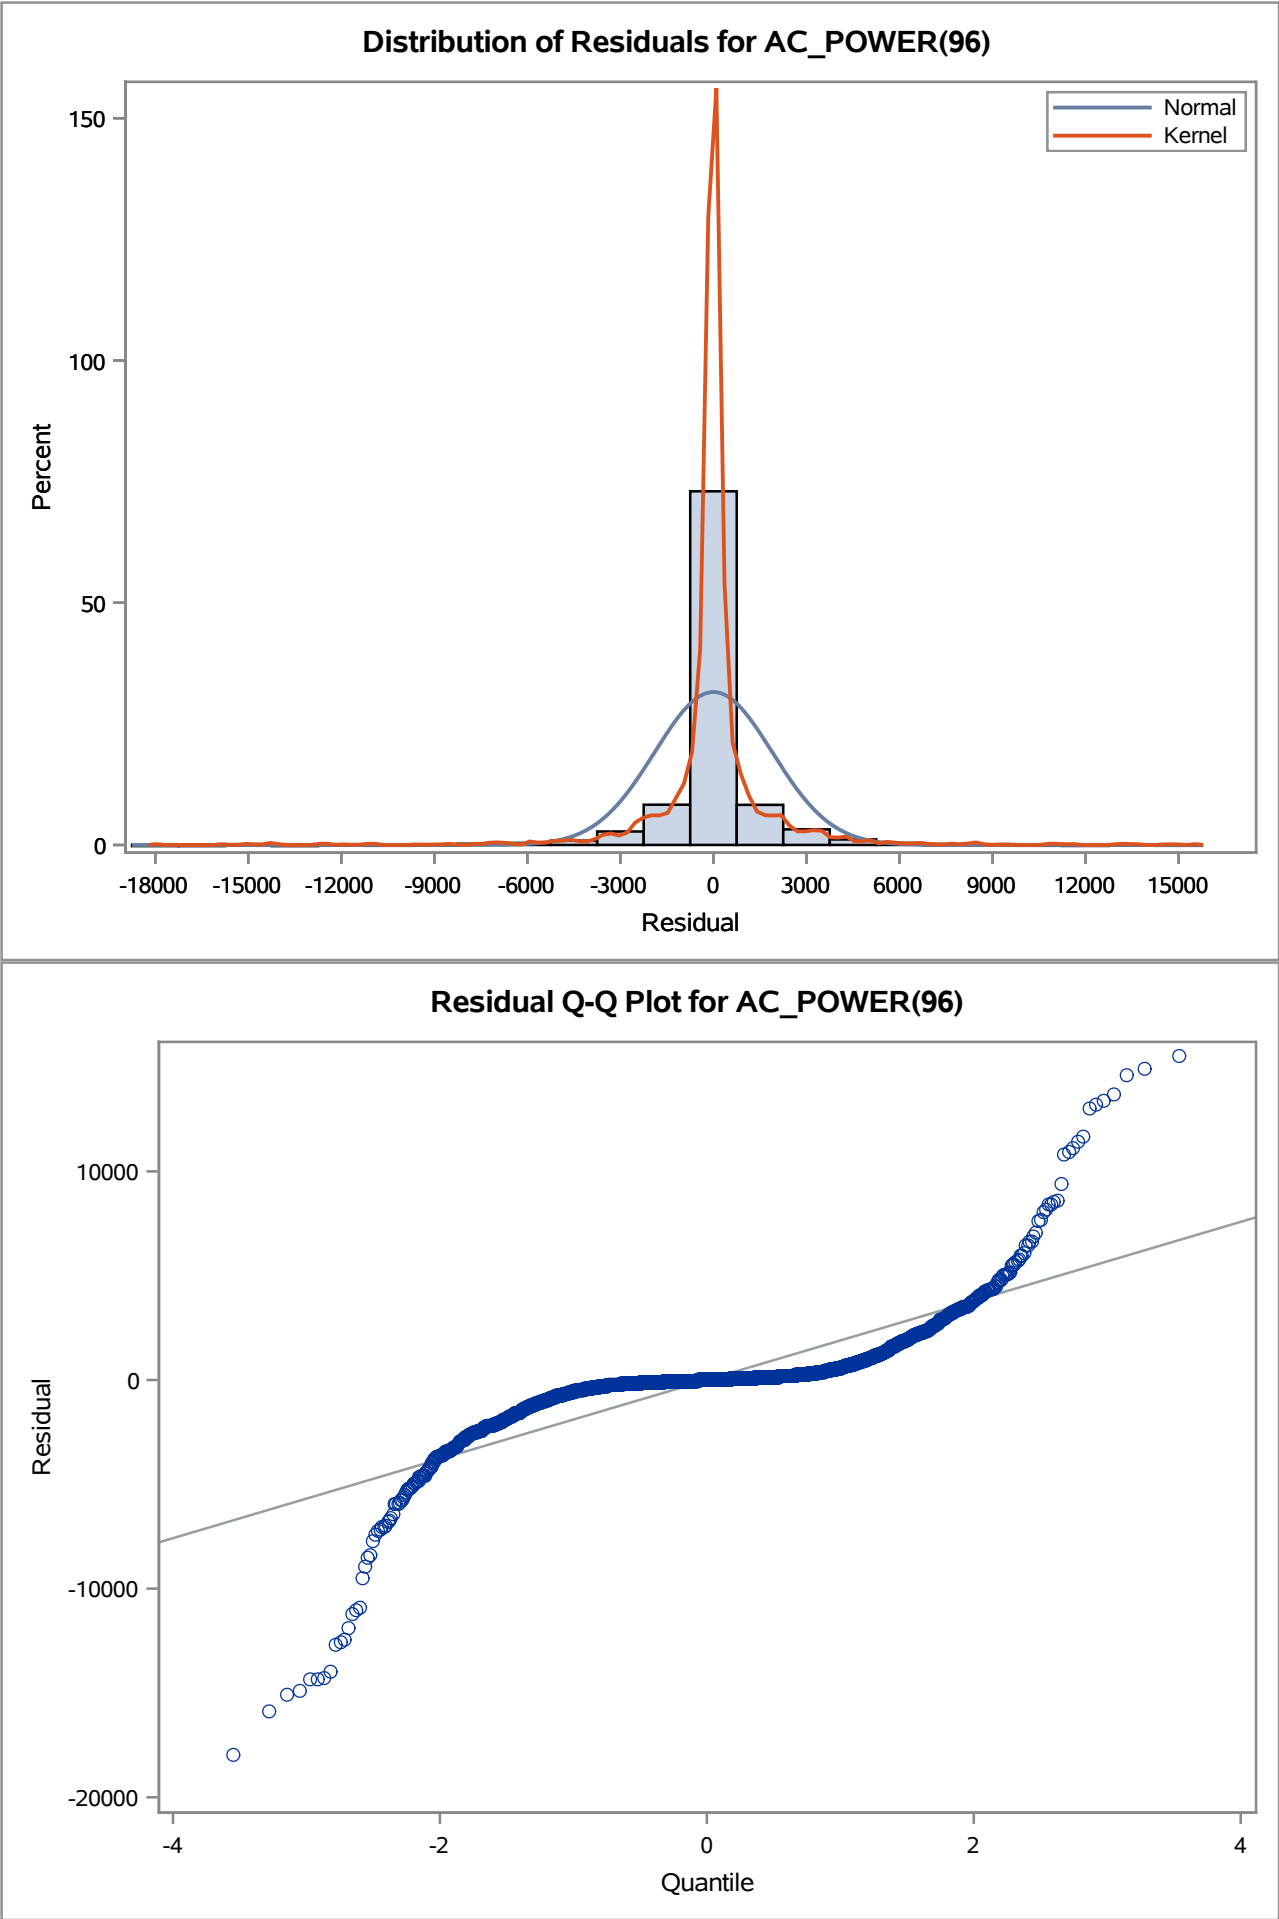 Distribution of Residuals for AC_POWER(96)
Normal
Kernel
150
100
50
0
Percent
-18000 -15000 -12000 -9000 -6000 -3000 0 3000 6000 9000 12000 15000
Residual
Residual Q-Q Plot for AC_POWER(96)
10000
0
-10000
-20000
Residual
-4 -2 0 2 4
Quantile